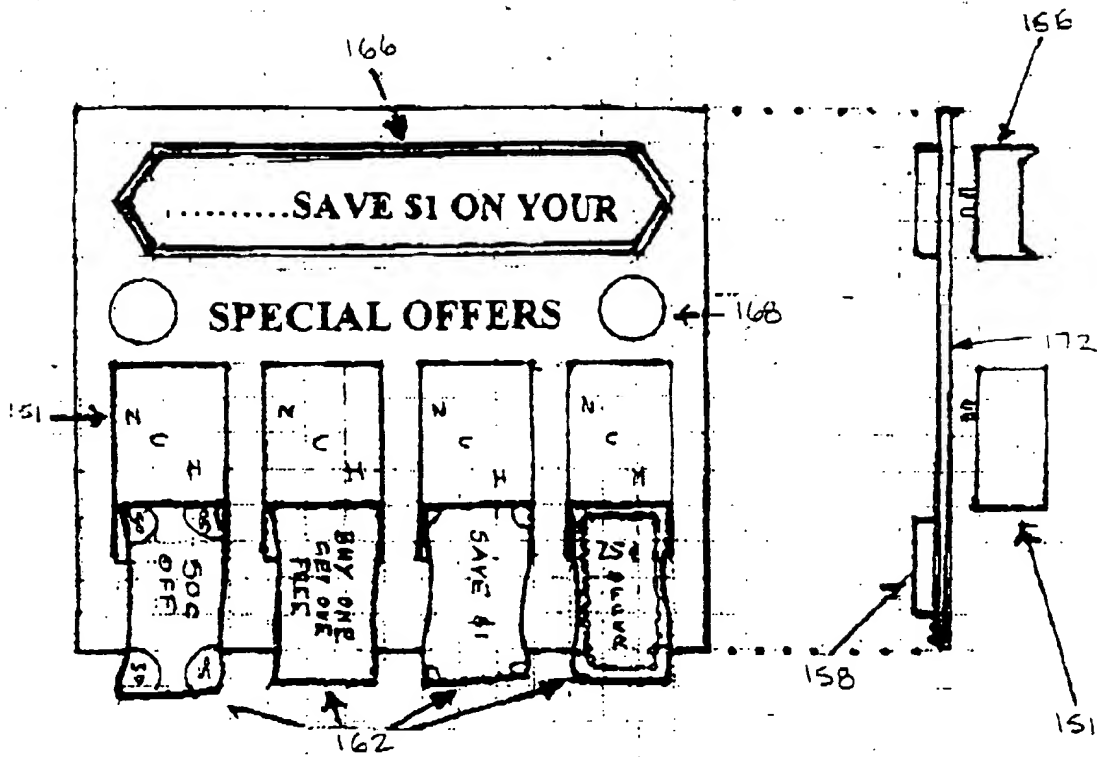 166
155
............SAVE $1 ON YOUR
SPECIAL OFFERS
168
172
151
N U H
N U H
N U H
N U H
50¢ OFF
BUY ONE GET ONE FREE
SAVE $1
158
151
162